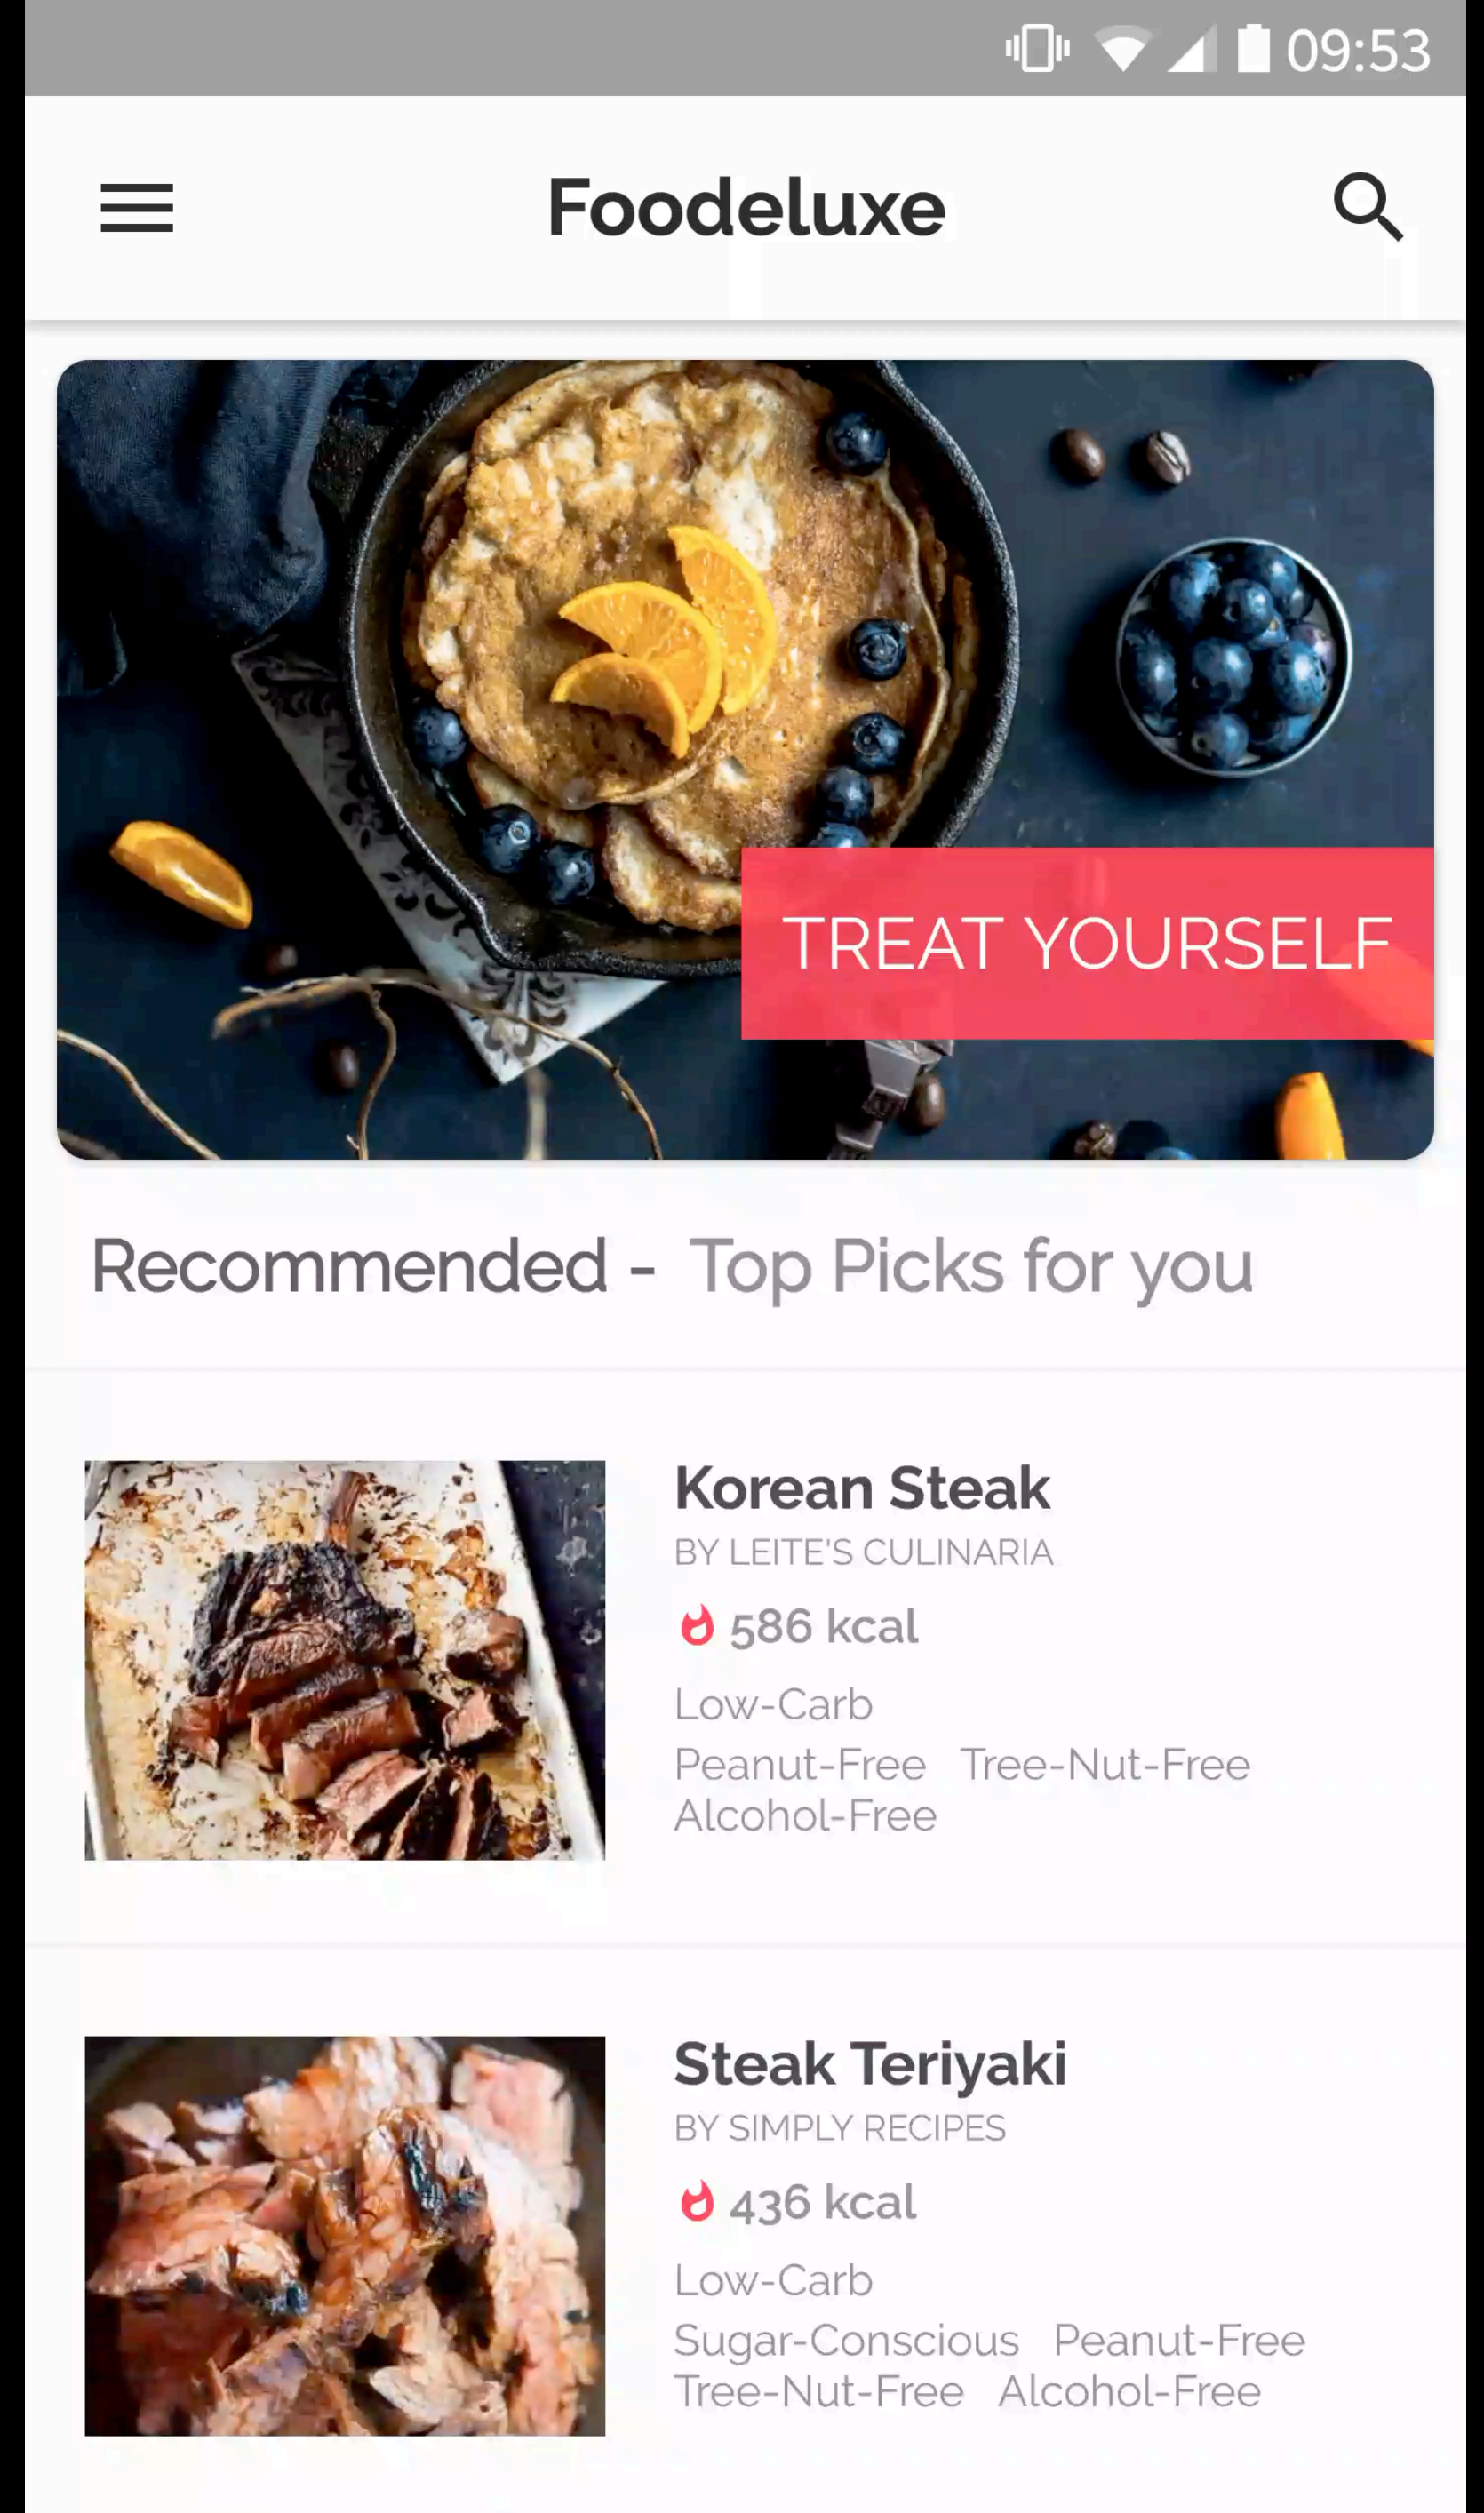 09:53
Foodeluxe
TREAT YOURSELF
Recommended - Top Picks for you
Korean Steak
BY LEITE'S CULINARIA
586 kcal
Low-Carb
Peanut-Free Tree-Nut-Free
Alcohol-Free
Steak Teriyaki
BY SIMPLY RECIPES
436 kcal
Low-Carb
Sugar-Conscious Peanut-Free
Tree-Nut-Free Alcohol-Free